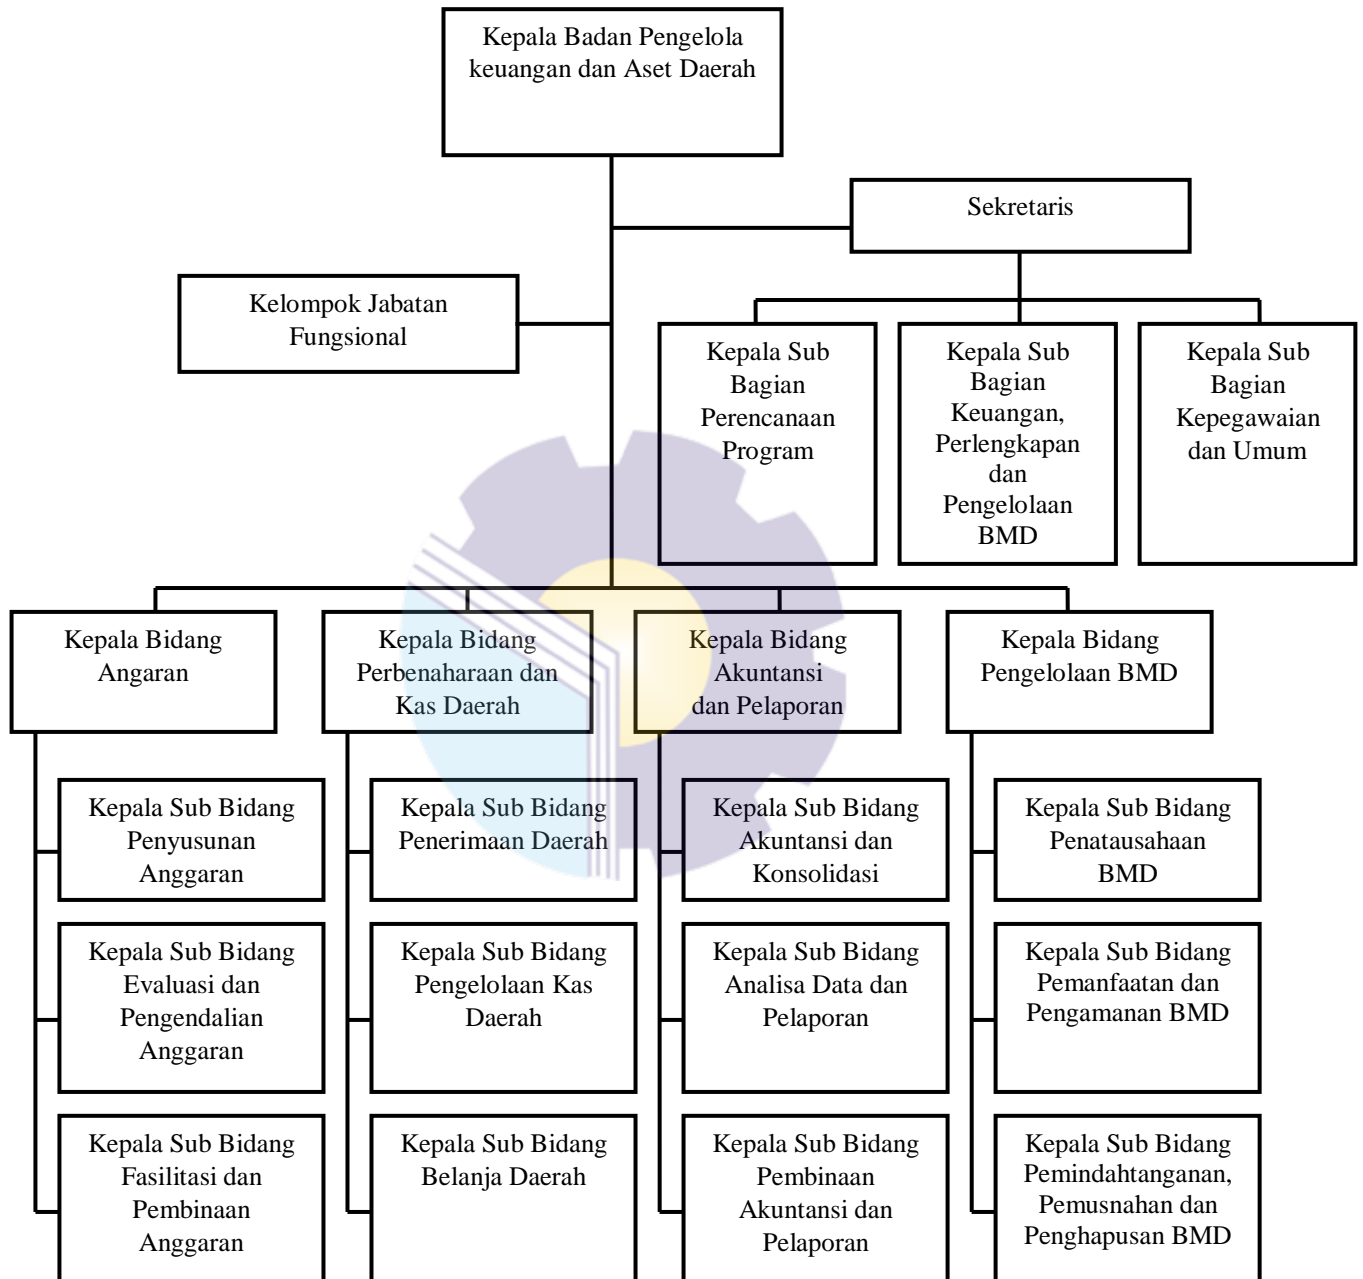 Kepala Badan Pengelola
keuangan dan Aset Daerah
Sekretaris
Kelompok Jabatan
Fungsional
Kepala Sub
Bagian
Perencanaan
Program
Kepala Sub
Bagian
Keuangan,
Perlengkapan
dan
Pengelolaan
BMD
Kepala Sub
Bagian
Kepegawaian
dan Umum
Kepala Bidang
Angaran
Kepala Bidang
Perbenaharaan dan
Kas Daerah
Kepala Bidang
Akuntansi
dan Pelaporan
Kepala Bidang
Pengelolaan BMD
Kepala Sub Bidang
Penyusunan
Anggaran
Kepala Sub Bidang
Penerimaan Daerah
Kepala Sub Bidang
Akuntansi dan
Konsolidasi
Kepala Sub Bidang
Penatausahaan
BMD
Kepala Sub Bidang
Evaluasi dan
Pengendalian
Anggaran
Kepala Sub Bidang
Pengelolaan Kas
Daerah
Kepala Sub Bidang
Analisa Data dan
Pelaporan
Kepala Sub Bidang
Pemanfaatan dan
Pengamanan BMD
Kepala Sub Bidang
Fasilitasi dan
Pembinaan
Anggaran
Kepala Sub Bidang
Belanja Daerah
Kepala Sub Bidang
Pembinaan
Akuntansi dan
Pelaporan
Kepala Sub Bidang
Pemindahtanganan,
Pemusnahan dan
Penghapusan BMD